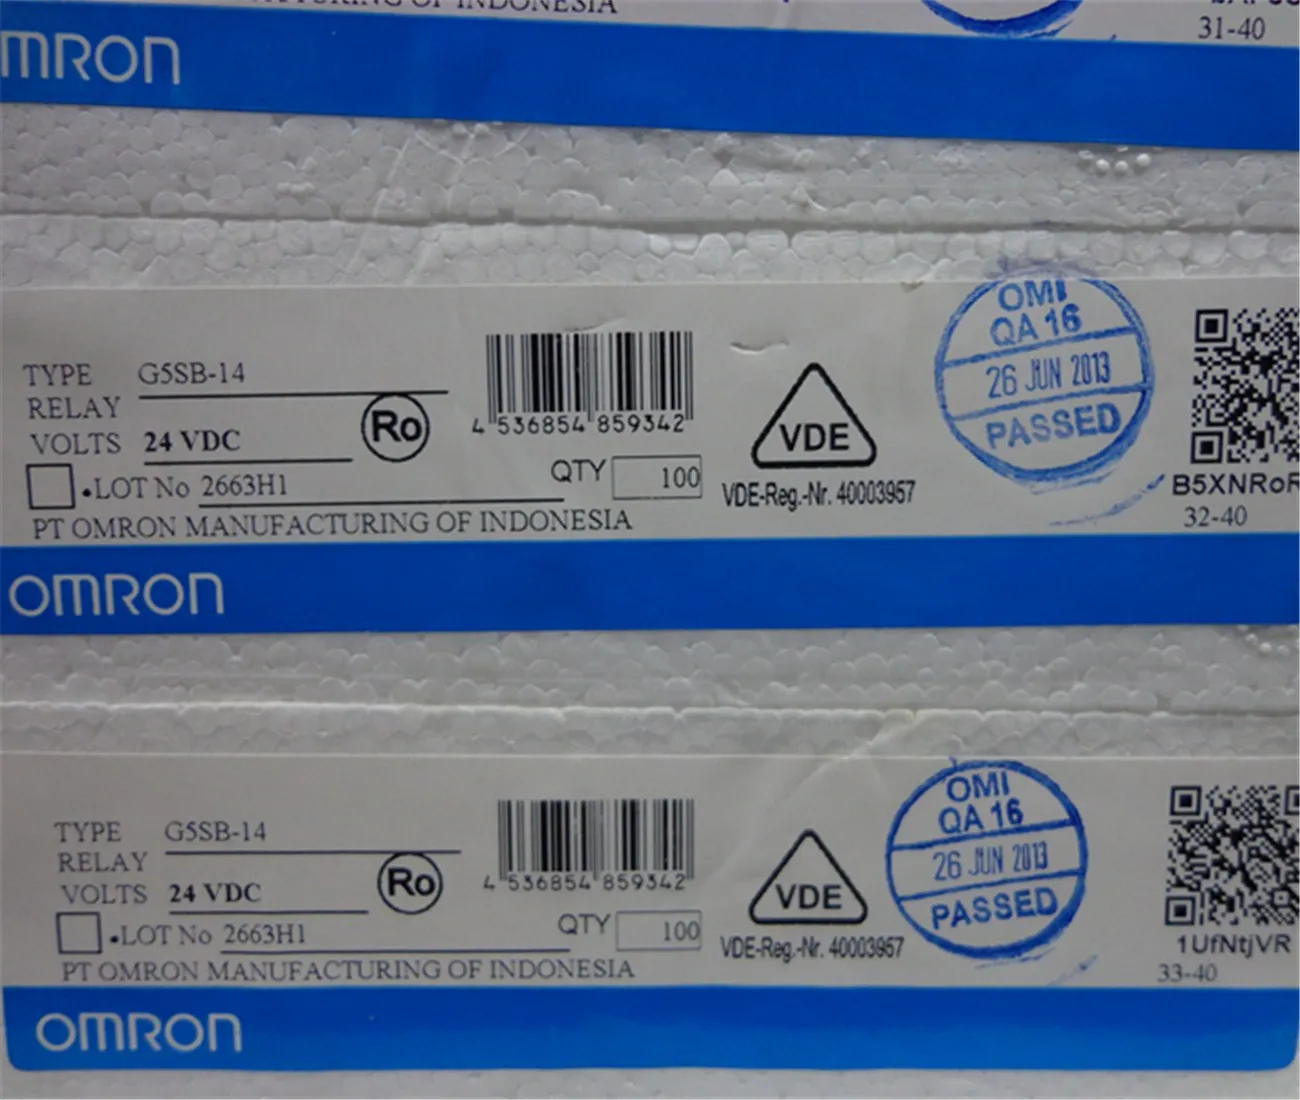 OF INDONESIA
31-40
OMRON
OMI
QA 16
26 JUN 2013
PASSED
TYPE G5SB-14
RELAY
VOLTS 24 VDC
Ro
•LOT No 2663H1
4 536854 859342
QTY 100
VDE
VDE-Reg.-Nr. 40003957
B5XNRoR
32-40
PT OMRON MANUFACTURING OF INDONESIA
OMRON
OMI
QA 16
26 JUN 2013
PASSED
TYPE G5SB-14
RELAY
VOLTS 24 VDC
Ro
•LOT No 2663H1
4 536854 859342
QTY 100
VDE
VDE-Reg.-Nr. 40003957
1UfNtjVR
33-40
PT OMRON MANUFACTURING OF INDONESIA
OMRON